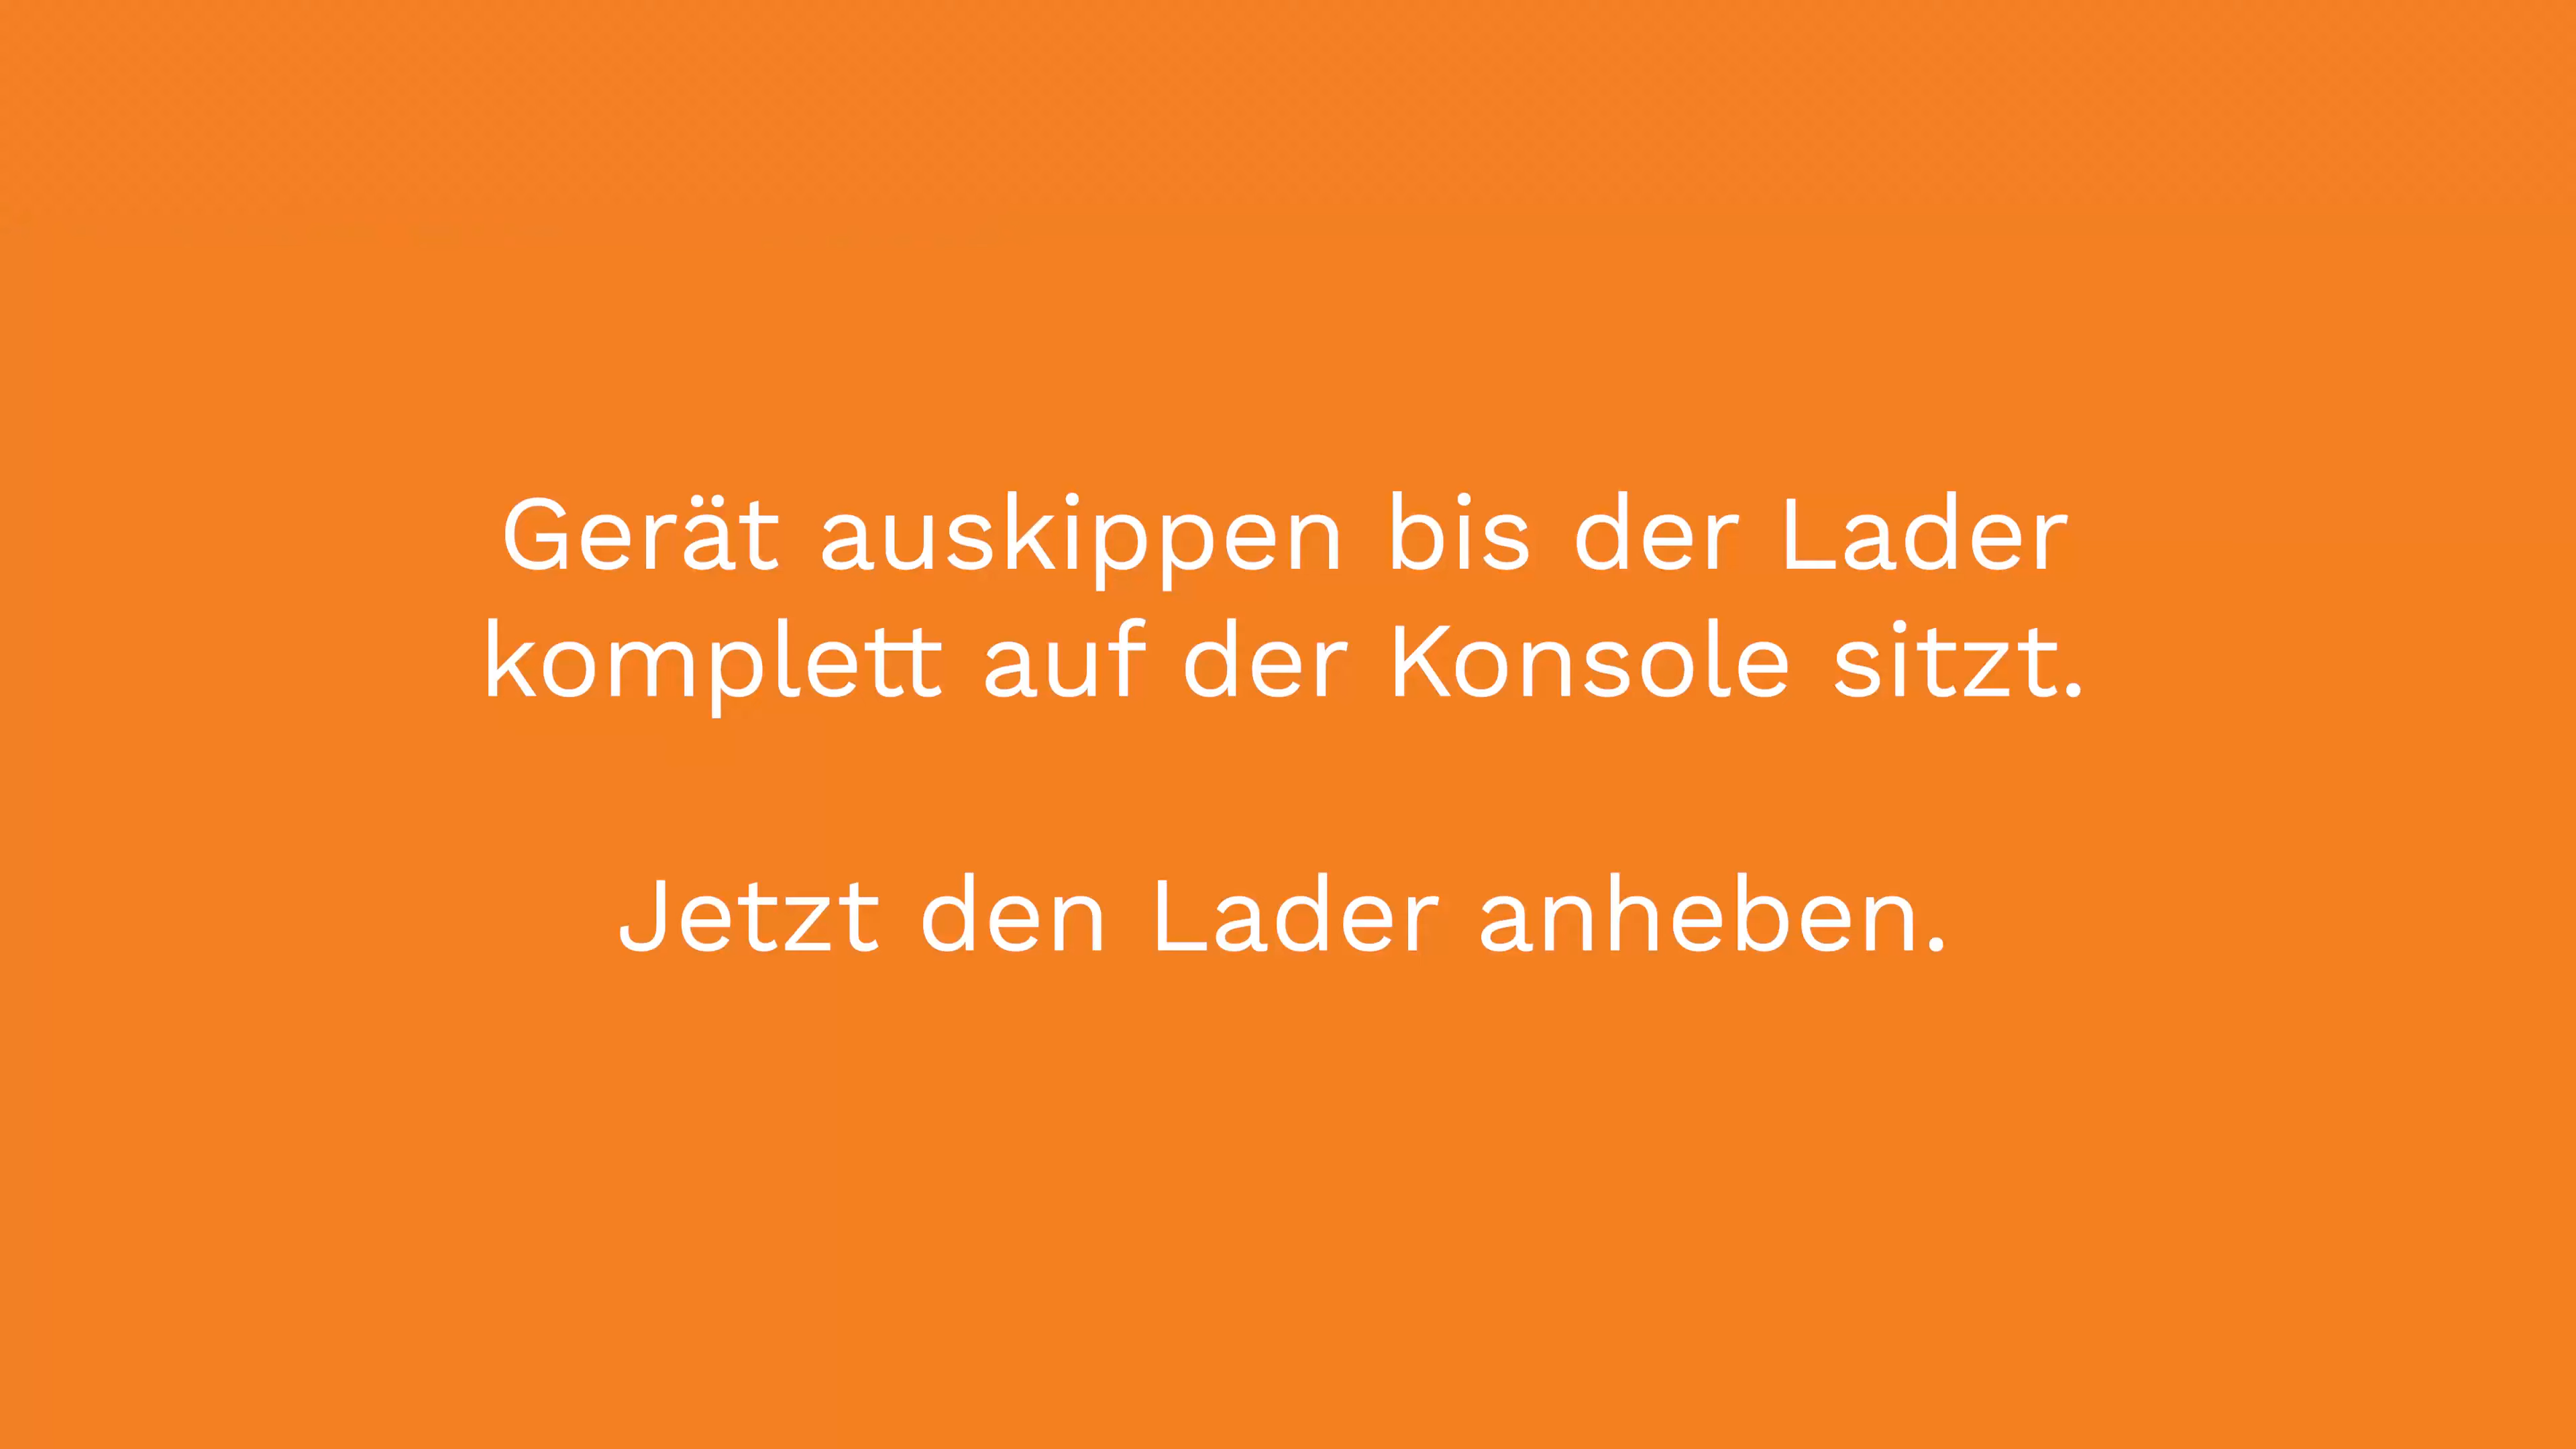 Gerät auskippen bis der Lader
komplett auf der Konsole sitzt.
Jetzt den Lader anheben.